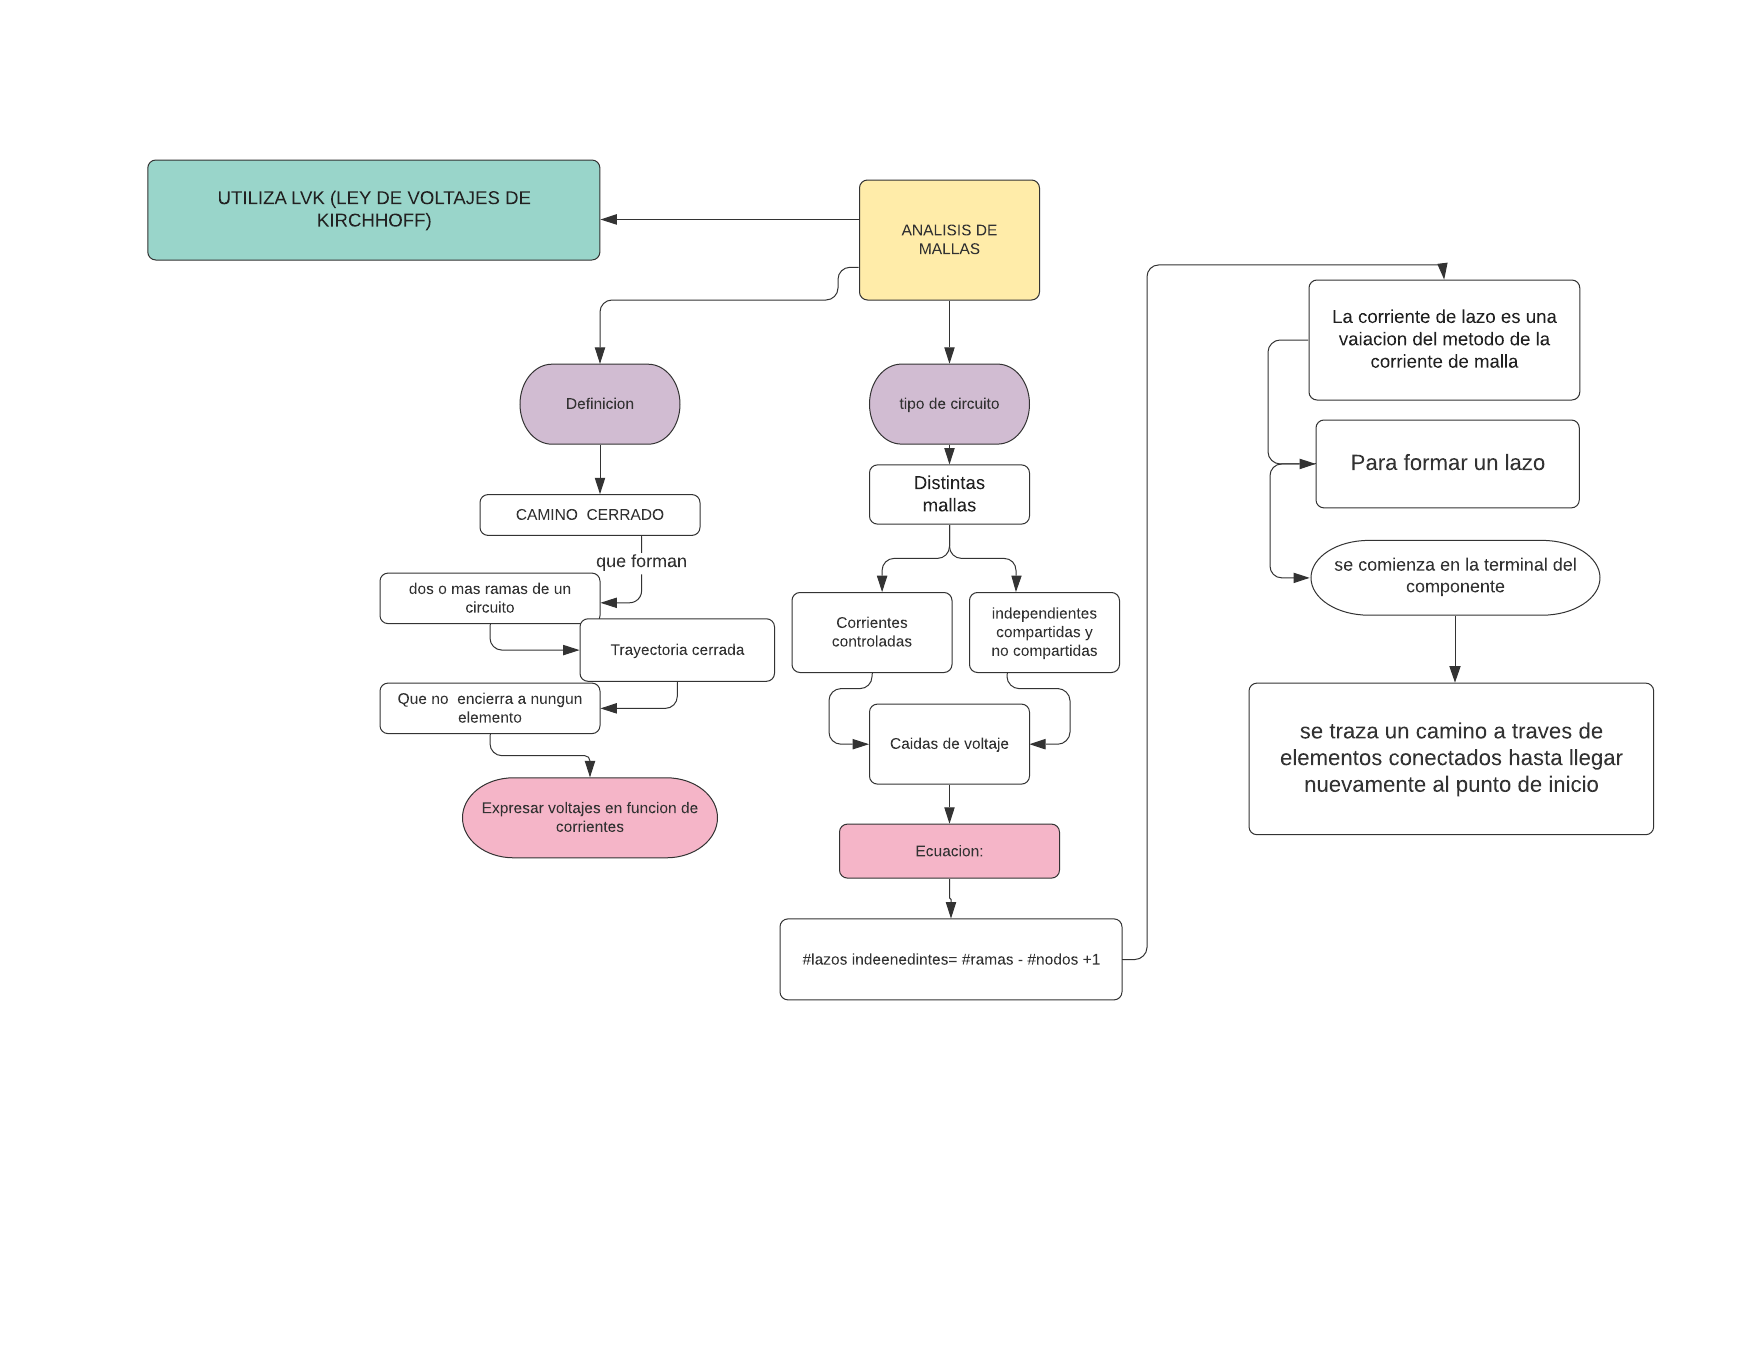 UTILIZA LVK (LEY DE VOLTAJES DE
KIRCHHOFF)
ANALISIS DE
MALLAS
Definicion
CAMINO  CERRADO
que forman
dos o mas ramas de un
circuito
Trayectoria cerrada
Que no  encierra a nungun
elemento
Expresar voltajes en funcion de
corrientes
tipo de circuito
Distintas
mallas
Corrientes
controladas
independientes
compartidas y
no compartidas
Caidas de voltaje
Ecuacion:
#lazos indeenedintes= #ramas - #nodos +1
La corriente de lazo es una
vaiacion del metodo de la
corriente de malla
Para formar un lazo
se comienza en la terminal del
componente
se traza un camino a traves de
elementos conectados hasta llegar
nuevamente al punto de inicio